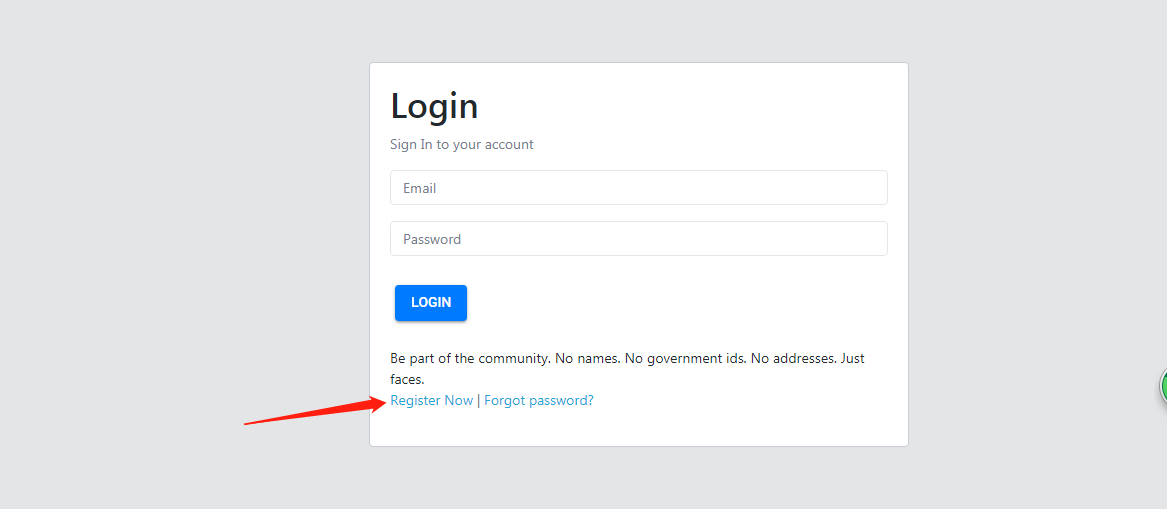 Login
Sign In to your account
Email
Password
LOGIN
Be part of the community. No names. No government ids. No addresses. Just
faces.
Register Now | Forgot password?